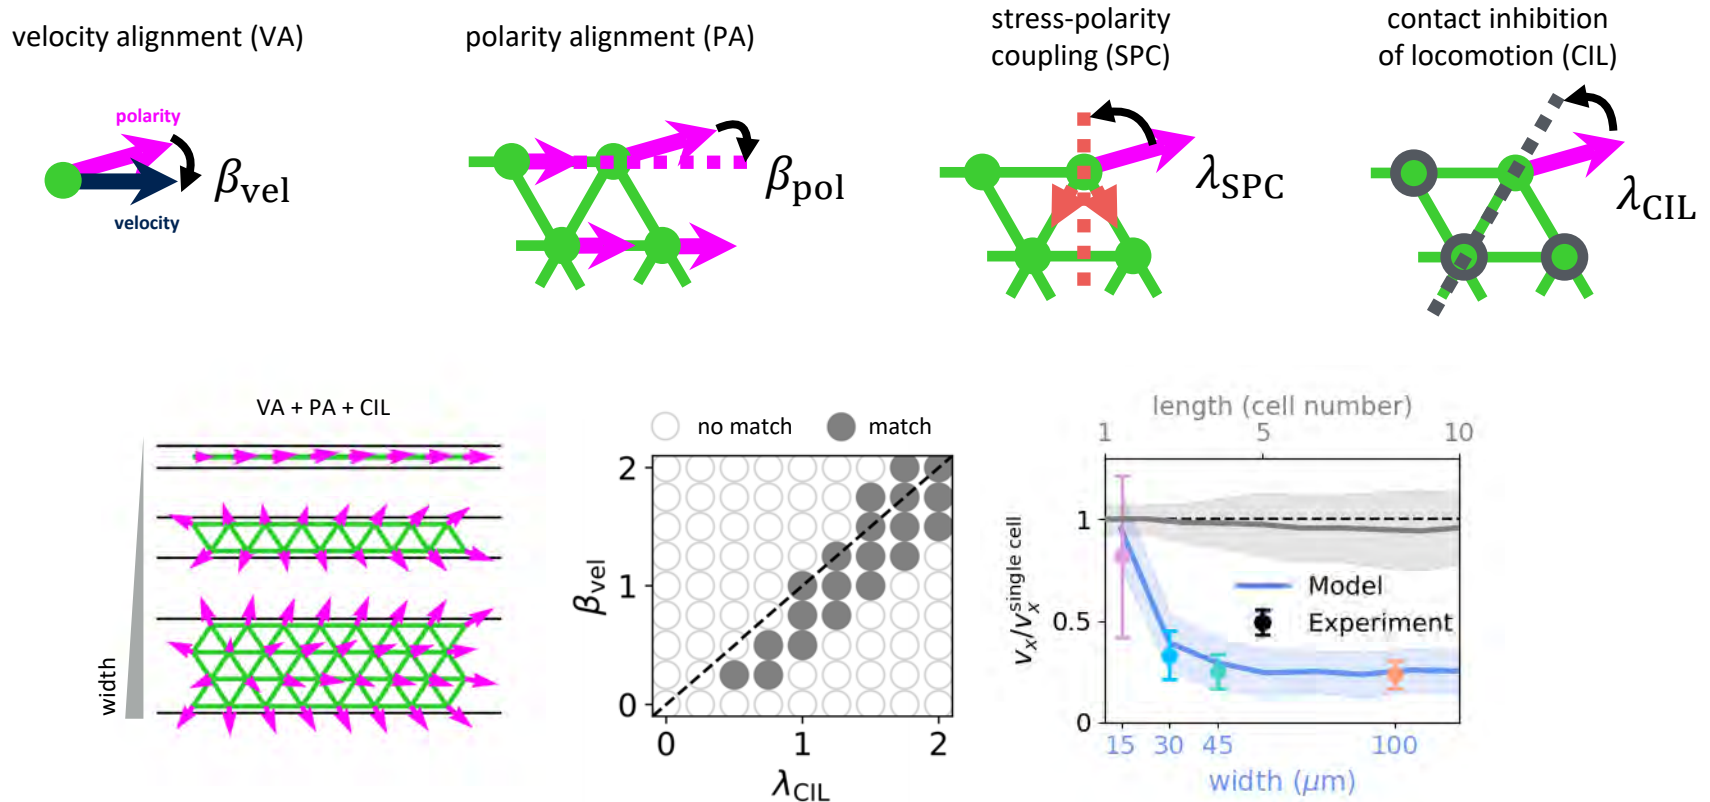 velocity alignment (VA)
polarity alignment (PA)
stress-polarity
coupling (SPC)
contact inhibition
of locomotion (CIL)
polarity
velocity
β_vel
β_pol
λ_SPC
λ_CIL
VA + PA + CIL
width
no match
match
2
1
0
β_vel
0
1
2
λ_CIL
length (cell number)
1
5
10
1
0.5
0
v_x/v_x^single cell
Model
Experiment
15
30
45
100
width (μm)